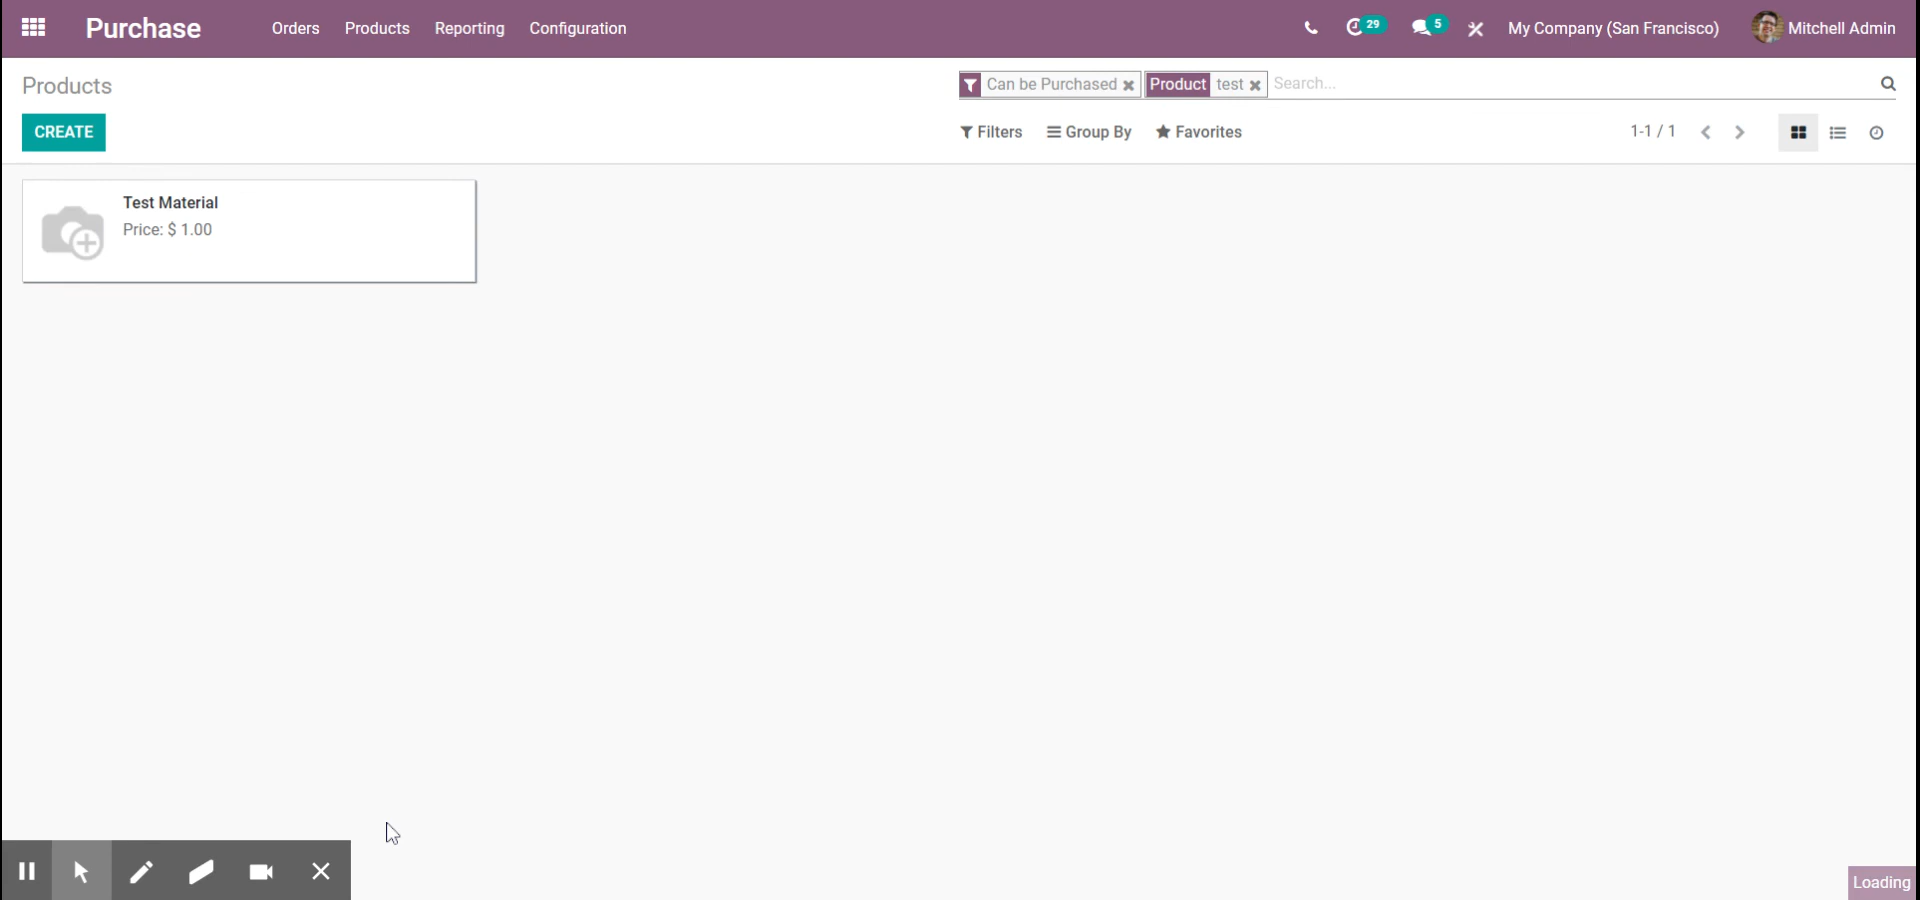 Purchase Orders Products Reporting Configuration 29 5 My Company (San Francisco) Mitchell Admin
Products Can be Purchased Product test Search...
CREATE Filters Group By Favorites 1-1 / 1
Test Material
Price: $ 1.00
Loading